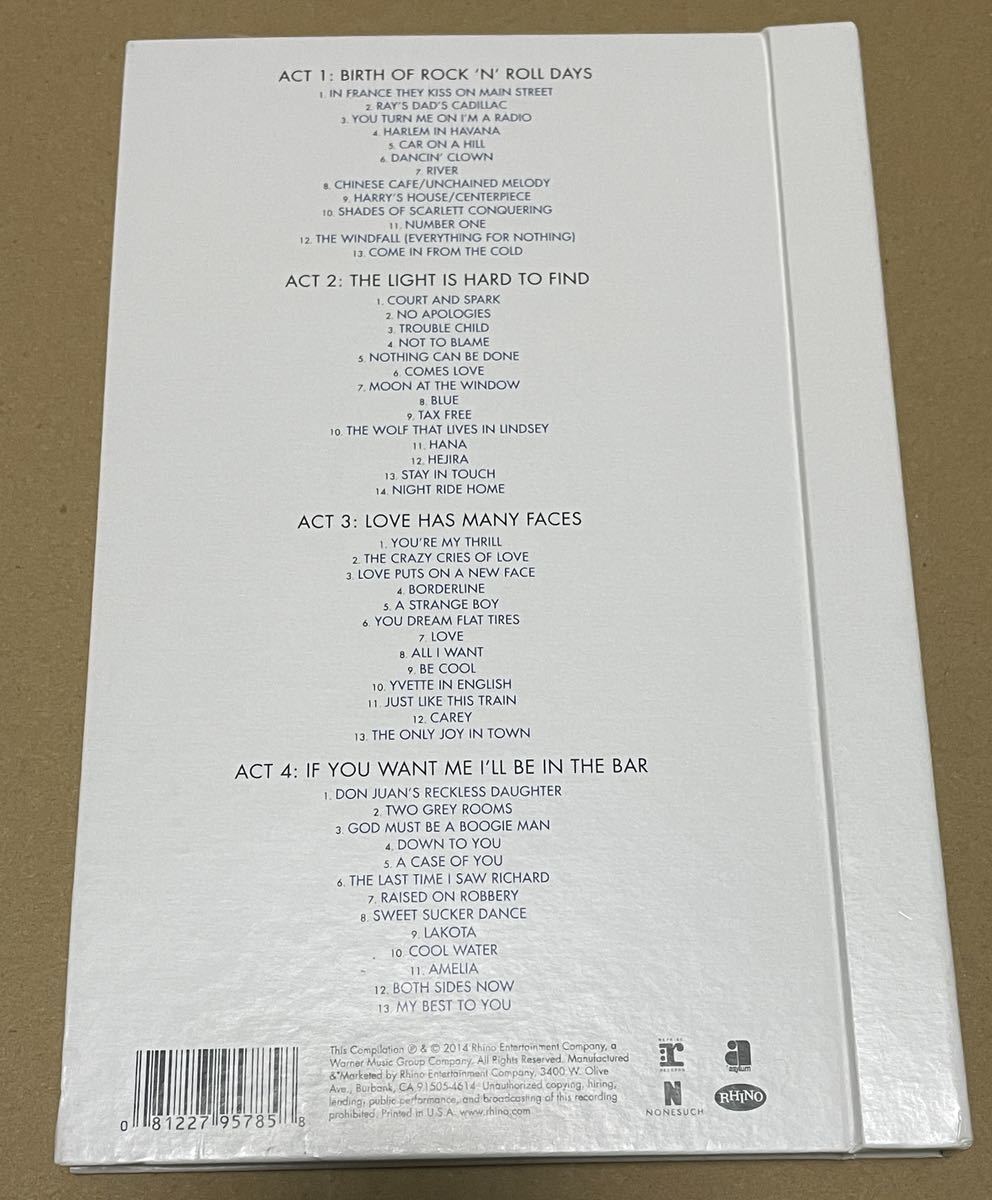 ACT 1: BIRTH OF ROCK 'N' ROLL DAYS
1. IN FRANCE THEY KISS ON MAIN STREET
2. RAY'S DAD'S CADILLAC
3. YOU TURN ME ON I'M A RADIO
4. HARLEM IN HAVANA
5. CAR ON A HILL
6. DANCIN' CLOWN
7. RIVER
8. CHINESE CAFE/UNCHAINED MELODY
9. HARRY'S HOUSE/CENTERPIECE
10. SHADES OF SCARLETT CONQUERING
11. NUMBER ONE
12. THE WINDFALL (EVERYTHING FOR NOTHING)
13. COME IN FROM THE COLD
ACT 2: THE LIGHT IS HARD TO FIND
1. COURT AND SPARK
2. NO APOLOGIES
3. TROUBLE CHILD
4. NOT TO BLAME
5. NOTHING CAN BE DONE
6. COMES LOVE
7. MOON AT THE WINDOW
8. BLUE
9. TAX FREE
10. THE WOLF THAT LIVES IN LINDSEY
11. HANA
12. HEJIRA
13. STAY IN TOUCH
14. NIGHT RIDE HOME
ACT 3: LOVE HAS MANY FACES
1. YOU'RE MY THRILL
2. THE CRAZY CRIES OF LOVE
3. LOVE PUTS ON A NEW FACE
4. BORDERLINE
5. A STRANGE BOY
6. YOU DREAM FLAT TIRES
7. LOVE
8. ALL I WANT
9. BE COOL
10. YVETTE IN ENGLISH
11. JUST LIKE THIS TRAIN
12. CAREY
13. THE ONLY JOY IN TOWN
ACT 4: IF YOU WANT ME I'LL BE IN THE BAR
1. DON JUAN'S RECKLESS DAUGHTER
2. TWO GREY ROOMS
3. GOD MUST BE A BOOGIE MAN
4. DOWN TO YOU
5. A CASE OF YOU
6. THE LAST TIME I SAW RICHARD
7. RAISED ON ROBBERY
8. SWEET SUCKER DANCE
9. LAKOTA
10. COOL WATER
11. AMELIA
12. BOTH SIDES NOW
13. MY BEST TO YOU
This Compilation ℗ & © 2014 Rhino Entertainment Company, a
Warner Music Group Company. All Rights Reserved. Manufactured
& Marketed by Rhino Entertainment Company, 3400 W. Olive
Ave., Burbank, CA 91505-4614. Unauthorized copying, hiring,
lending, public performance, and broadcasting of this recording
prohibited. Printed in U.S.A. www.rhino.com
0 81227 95785 8
REPRISE
r
RECORDS
a
asylum
N
NONESUCH
RHINO